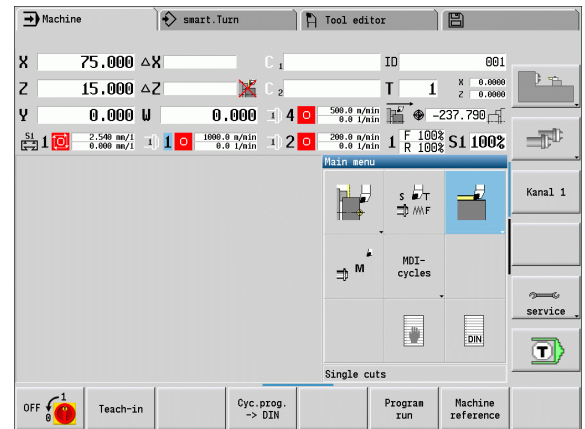 Machine
smart.Turn
Tool editor
X 75.000 ΔX C 1 ID 001
Z 15.000 ΔZ C 2 T 1 X 0.0000
Z 0.0000
Y 0.000 W 0.000 4 500.0 m/min
0.0 1/min -237.790
S1 1 2.540 mm/1
0.000 mm/1 1 1000.0 m/min
0.0 1/min 2 200.0 m/min
0.0 1/min 1 F 100%
R 100% S1 100%
Main menu
S T
M F
M
MDI-
cycles
DIN
Single cuts
Kanal 1
service
T
OFF 1
0
Teach-in
Cyc.prog.
-> DIN
Program
run
Machine
reference